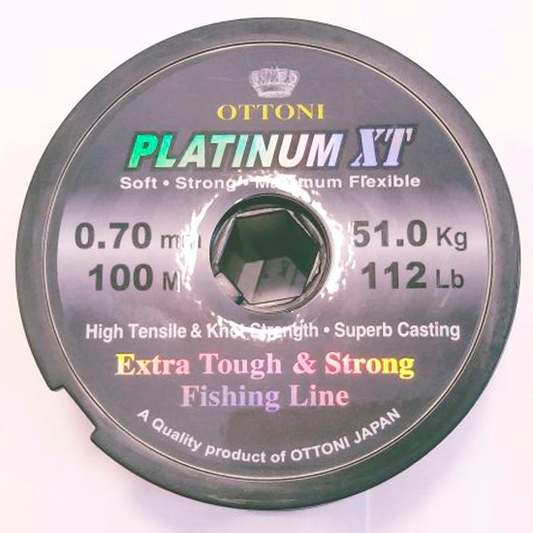 OTTONI
PLATINUM XT
Soft • Strong • Maximum Flexible
0.70 mm
100 M
51.0 Kg
112 Lb
High Tensile & Knot Strength • Superb Casting
Extra Tough & Strong
Fishing Line
A Quality product of OTTONI JAPAN